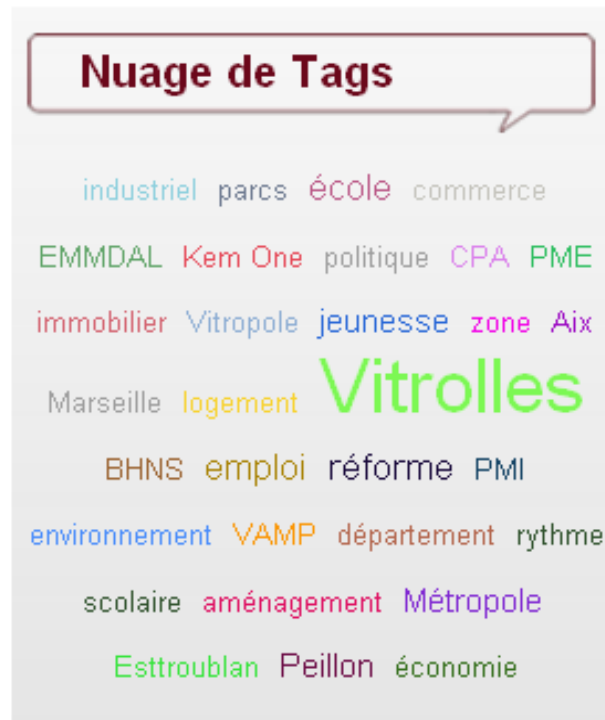 Nuage de Tags
industriel parcs école commerce
EMMDAL Kem One politique CPA PME
immobilier Vitropole jeunesse zone Aix
Marseille logement Vitrolles
BHNS emploi réforme PMI
environnement VAMP département rythme
scolaire aménagement Métropole
Esttroublan Peillon économie